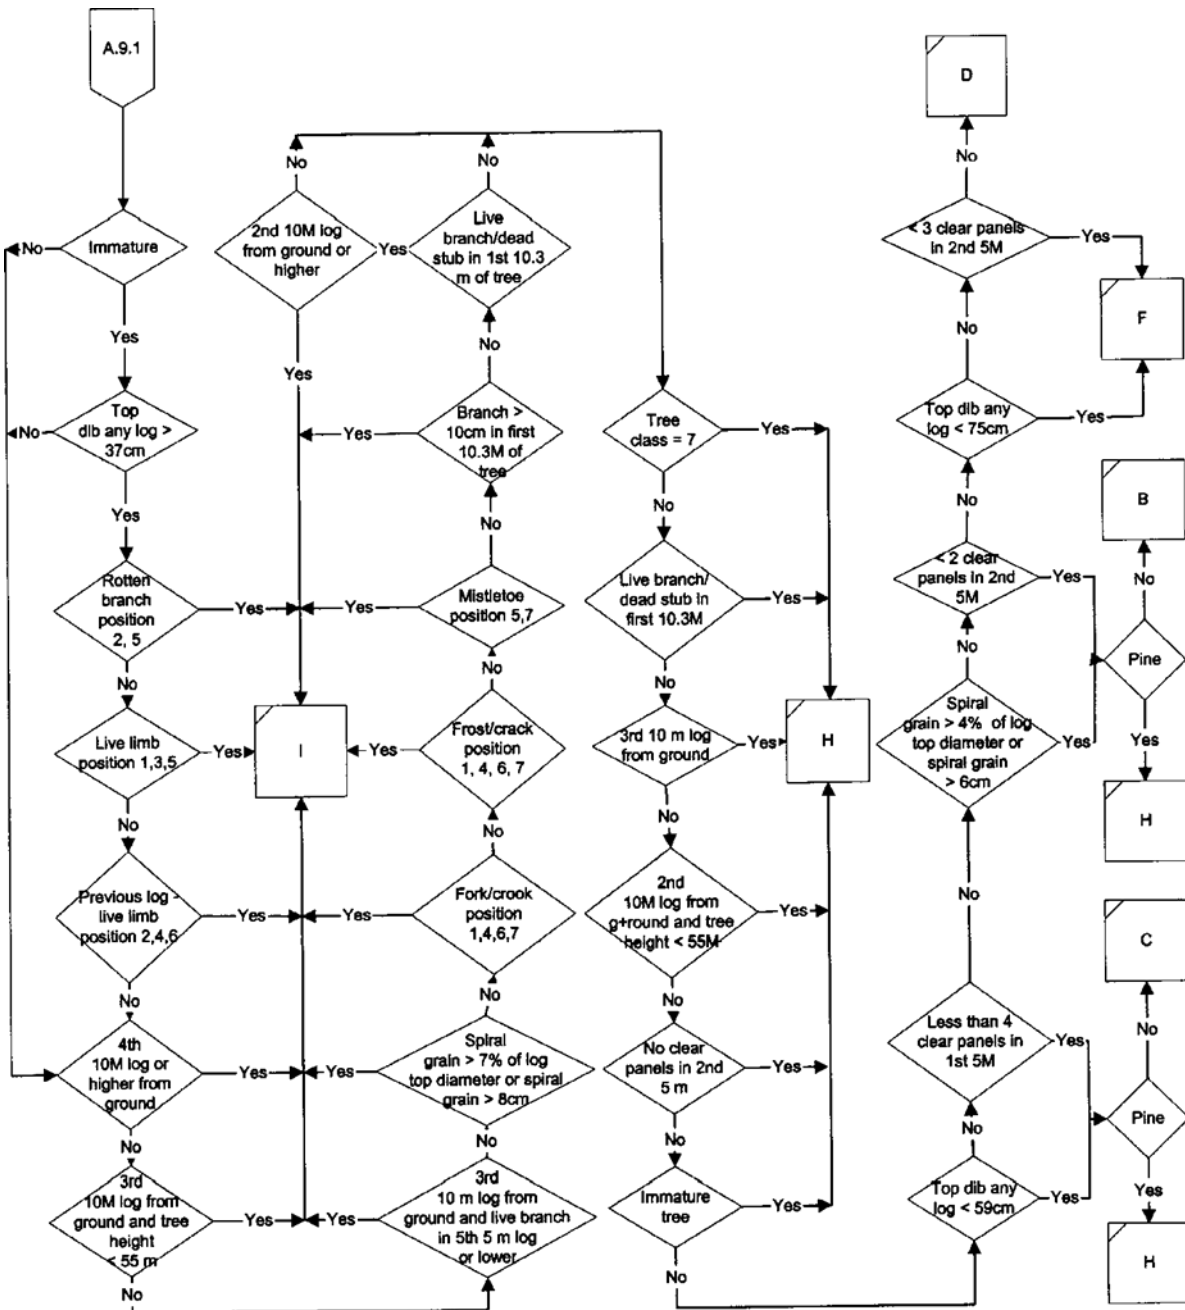 A.9.1
Immature
No
Yes
Top
dib any log >
37cm
No
Yes
Rotten
branch
position
2, 5
Yes
No
Live limb
position 1,3,5
Yes
No
Previous log -
live limb
position 2,4,6
Yes
No
4th
10M log or
higher from
ground
Yes
No
3rd
10M log from
ground and tree
height
< 55 m
Yes
No
No
2nd 10M log
from ground or
higher
Yes
Yes
I
No
Live
branch/dead
stub in 1st 10.3
m of tree
No
Branch >
10cm in first
10.3M of
tree
Yes
No
Mistletoe
position 5,7
Yes
No
Frost/crack
position
1, 4, 6, 7
Yes
No
Fork/crook
position
1,4,6,7
Yes
No
Spiral
grain > 7% of log
top diameter or spiral
grain > 8cm
Yes
No
3rd
10 m log from
ground and live branch
in 5th 5 m log
or lower
Yes
Tree
class = 7
Yes
No
Live branch/
dead stub in
first 10.3M
Yes
No
3rd 10 m log
from ground
Yes
H
No
2nd
10M log from
g+round and tree
height < 55M
Yes
No
No clear
panels in 2nd
5 m
Yes
No
Immature
tree
Yes
No
D
No
< 3 clear panels
in 2nd 5M
Yes
F
No
Top dib any
log < 75cm
Yes
No
< 2 clear
panels in 2nd
5M
Yes
B
No
Pine
Yes
H
No
Spiral
grain > 4% of log
top diameter or
spiral grain
> 6cm
Yes
No
Less than 4
clear panels in
1st 5M
Yes
C
No
Pine
Yes
H
No
Top dib any
log < 59cm
Yes